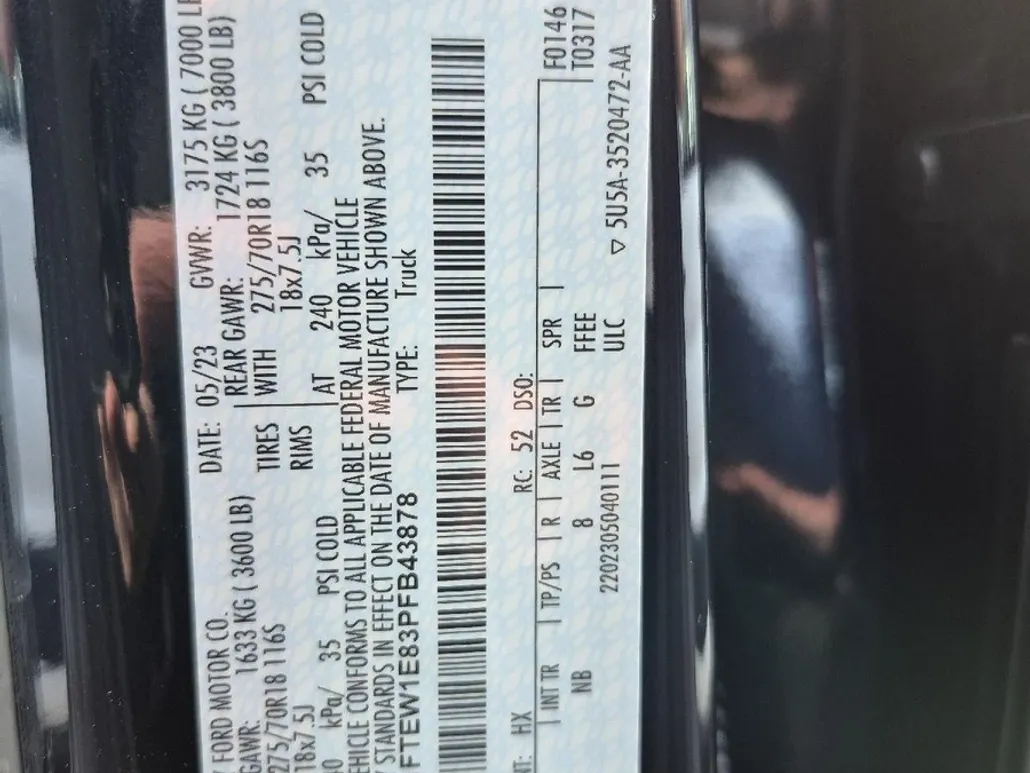 FORD MOTOR CO. DATE: 05/23 GVWR: 3175 KG ( 7000 LB
GAWR: 1633 KG ( 3600 LB) REAR GAWR: 1724 KG ( 3800 LB)
275/70R18 116S TIRES WITH 275/70R18 116S
18x7.5J RIMS 18x7.5J
40 kPa/ 35 PSI COLD AT 240 kPa/ 35 PSI COLD
EHICLE CONFORMS TO ALL APPLICABLE FEDERAL MOTOR VEHICLE
Y STANDARDS IN EFFECT ON THE DATE OF MANUFACTURE SHOWN ABOVE.
FTEW1E83PFB43878 TYPE: Truck
NT: HX RC: 52 DSO: F0146
INT TR TP/PS R AXLE TR SPR T0317
NB 8 L6 G FFEE
2202305040111 ULC ▽ 5U5A-3520472-AA